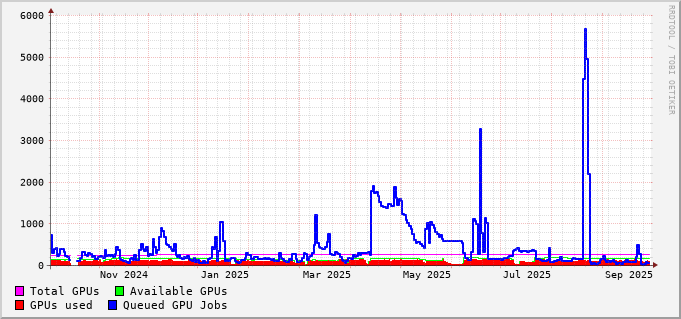 6000
5000
4000
3000
2000
1000
0
Nov 2024 Jan 2025 Mar 2025 May 2025 Jul 2025 Sep 2025
Total GPUs Available GPUs
GPUs used Queued GPU Jobs
RRDTOOL / TOBI OETIKER